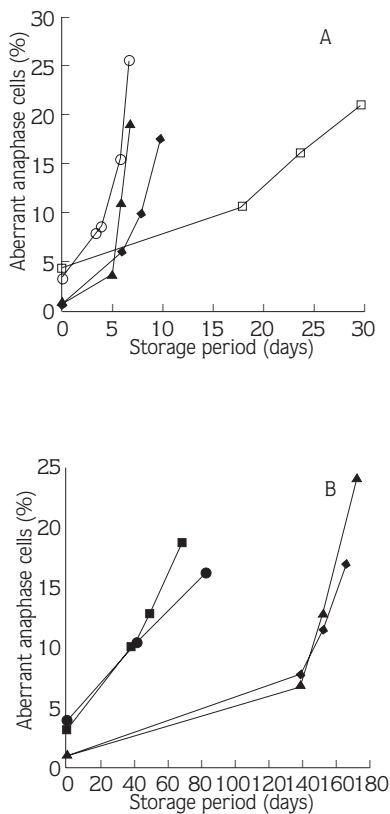 A
Aberrant anaphase cells (%)
30
25
20
15
10
5
0
0 5 10 15 20 25 30
Storage period (days)
B
Aberrant anaphase cells (%)
25
20
15
10
5
0
0 20 40 60 80 100 120 140 160 180
Storage period (days)